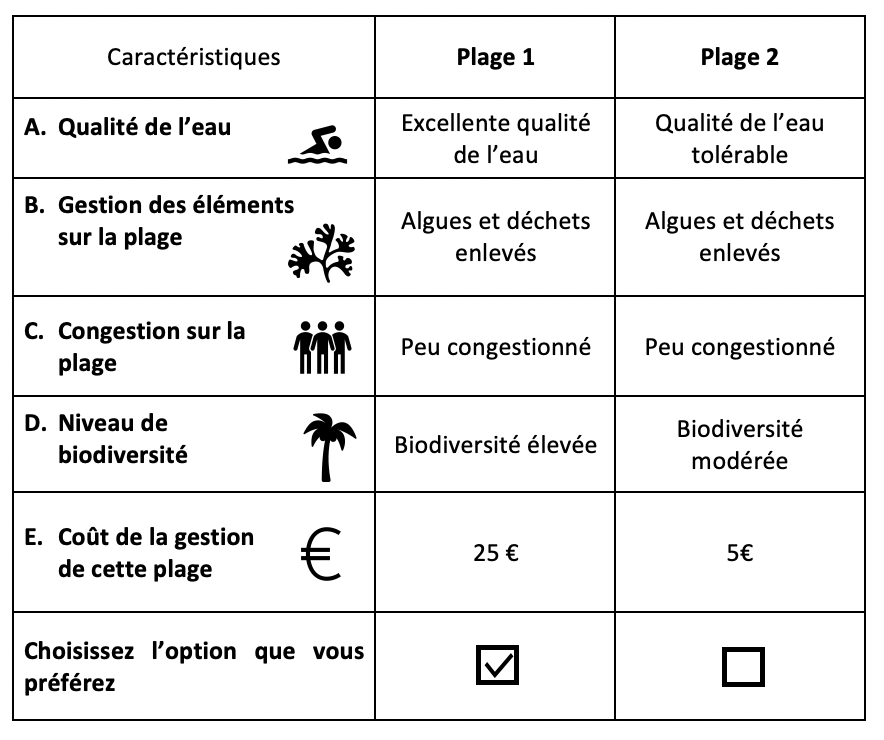 Caractéristiques
Plage 1
Plage 2
A. Qualité de l’eau
Excellente qualité
de l’eau
Qualité de l’eau
tolérable
B. Gestion des éléments
sur la plage
Algues et déchets
enlevés
Algues et déchets
enlevés
C. Congestion sur la
plage
Peu congestionné
Peu congestionné
D. Niveau de
biodiversité
Biodiversité élevée
Biodiversité
modérée
E. Coût de la gestion
de cette plage
€
25 €
5€
Choisissez l’option que vous
préférez